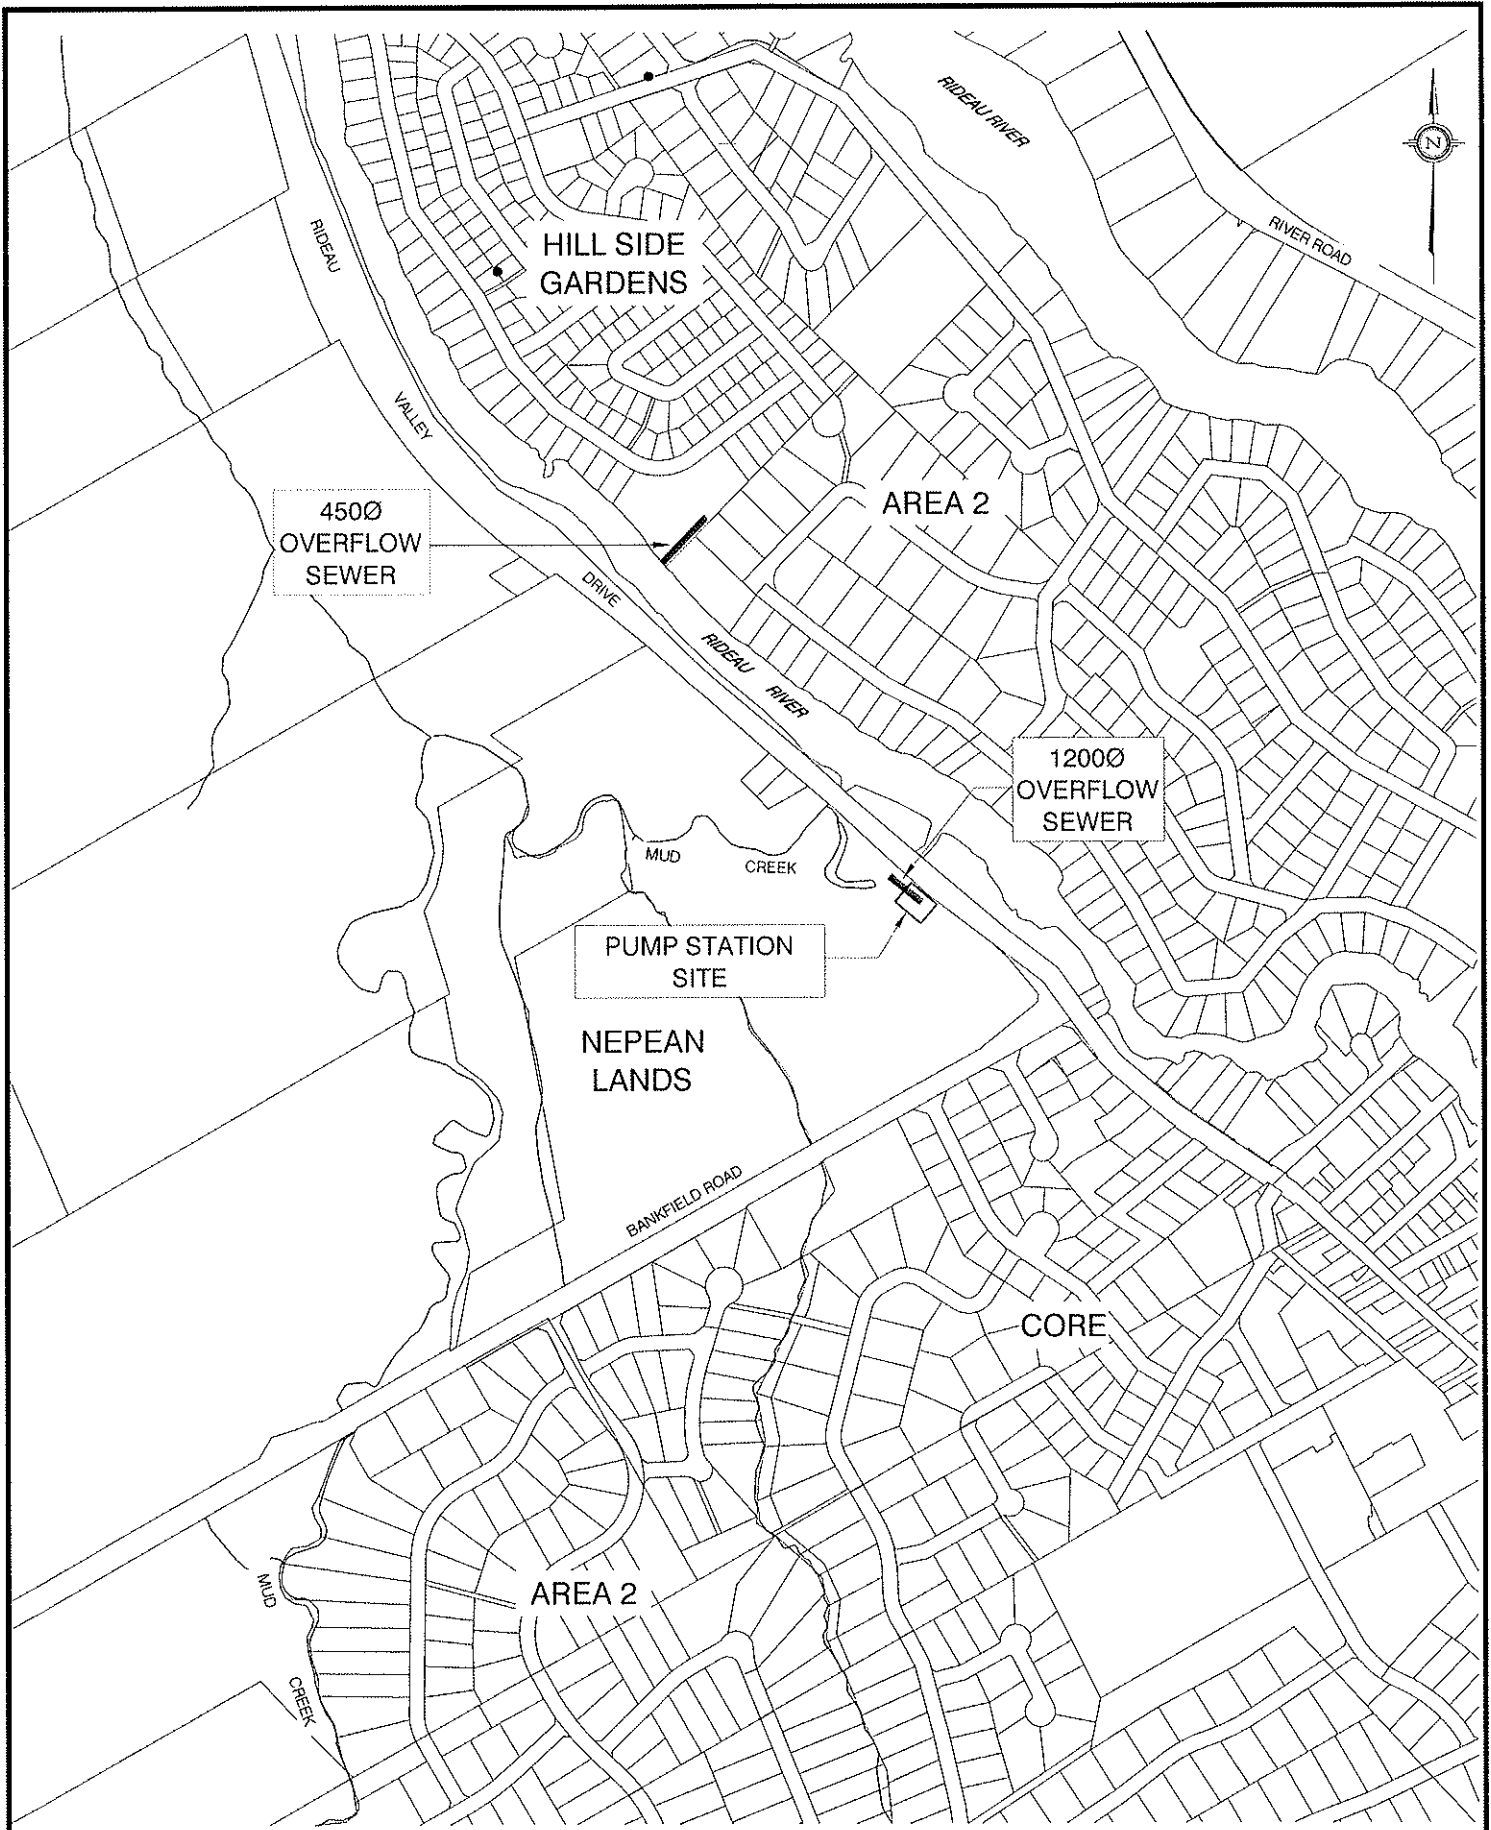 RIDEAU RIVER
N
RIVER ROAD
RIDEAU
HILL SIDE
GARDENS
VALLEY
450Ø
OVERFLOW
SEWER
AREA 2
DRIVE
RIDEAU RIVER
1200Ø
OVERFLOW
SEWER
MUD CREEK
PUMP STATION
SITE
NEPEAN
LANDS
BANKFIELD ROAD
CORE
AREA 2
MUD
CREEK